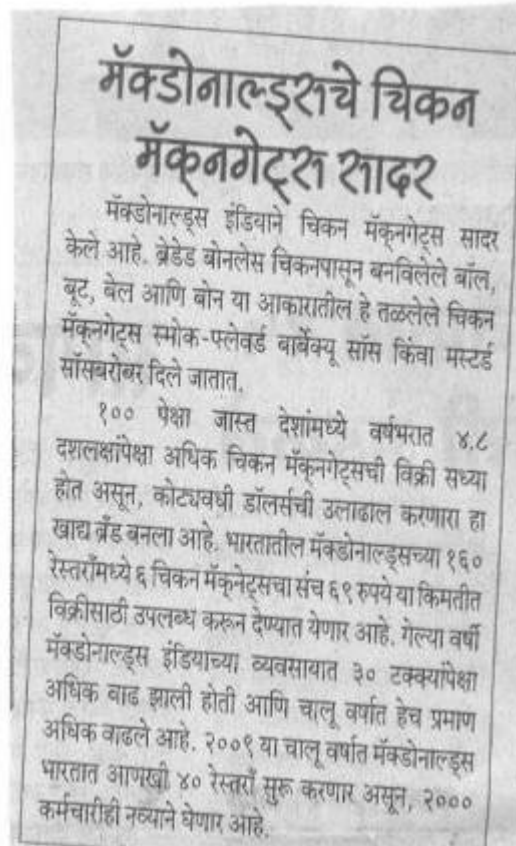 मॅक्डोनाल्ड्सचे चिकन
मॅक्‌नगेट्स सादर
मॅक्डोनाल्ड्स इंडियाने चिकन मॅक्‌नगेट्स सादर
केले आहे. ब्रेडेड बोनलेस चिकनपासून बनविलेले बॉल,
बूट, बेल आणि बोन या आकारातील हे तळलेले चिकन
मॅक्‌नगेट्स स्मोक-फ्लेवर्ड बार्बेक्यू सॉस किंवा मस्टर्ड
सॉसबरोबर दिले जातात.
१०० पेक्षा जास्त देशांमध्ये वर्षभरात ४.८
दशलक्षांपेक्षा अधिक चिकन मॅक्‌नगेट्सची विक्री सध्या
होत असून, कोट्यवधी डॉलर्सची उलाढाल करणारा हा
खाद्य ब्रँड बनला आहे. भारतातील मॅक्डोनाल्ड्सच्या १६०
रेस्तराँमध्ये ६ चिकन मॅक्‌नेट्सचा संच ६९ रुपये या किमतीत
विक्रीसाठी उपलब्ध करून देण्यात येणार आहे. गेल्या वर्षी
मॅक्डोनाल्ड्स इंडियाच्या व्यवसायात ३० टक्क्यांपेक्षा
अधिक वाढ झाली होती आणि चालू वर्षात हेच प्रमाण
अधिक वाढले आहे. २००९ या चालू वर्षात मॅक्डोनाल्ड्स
भारतात आणखी ४० रेस्तराँ सुरू करणार असून, २०००
कर्मचारीही नव्याने घेणार आहे.